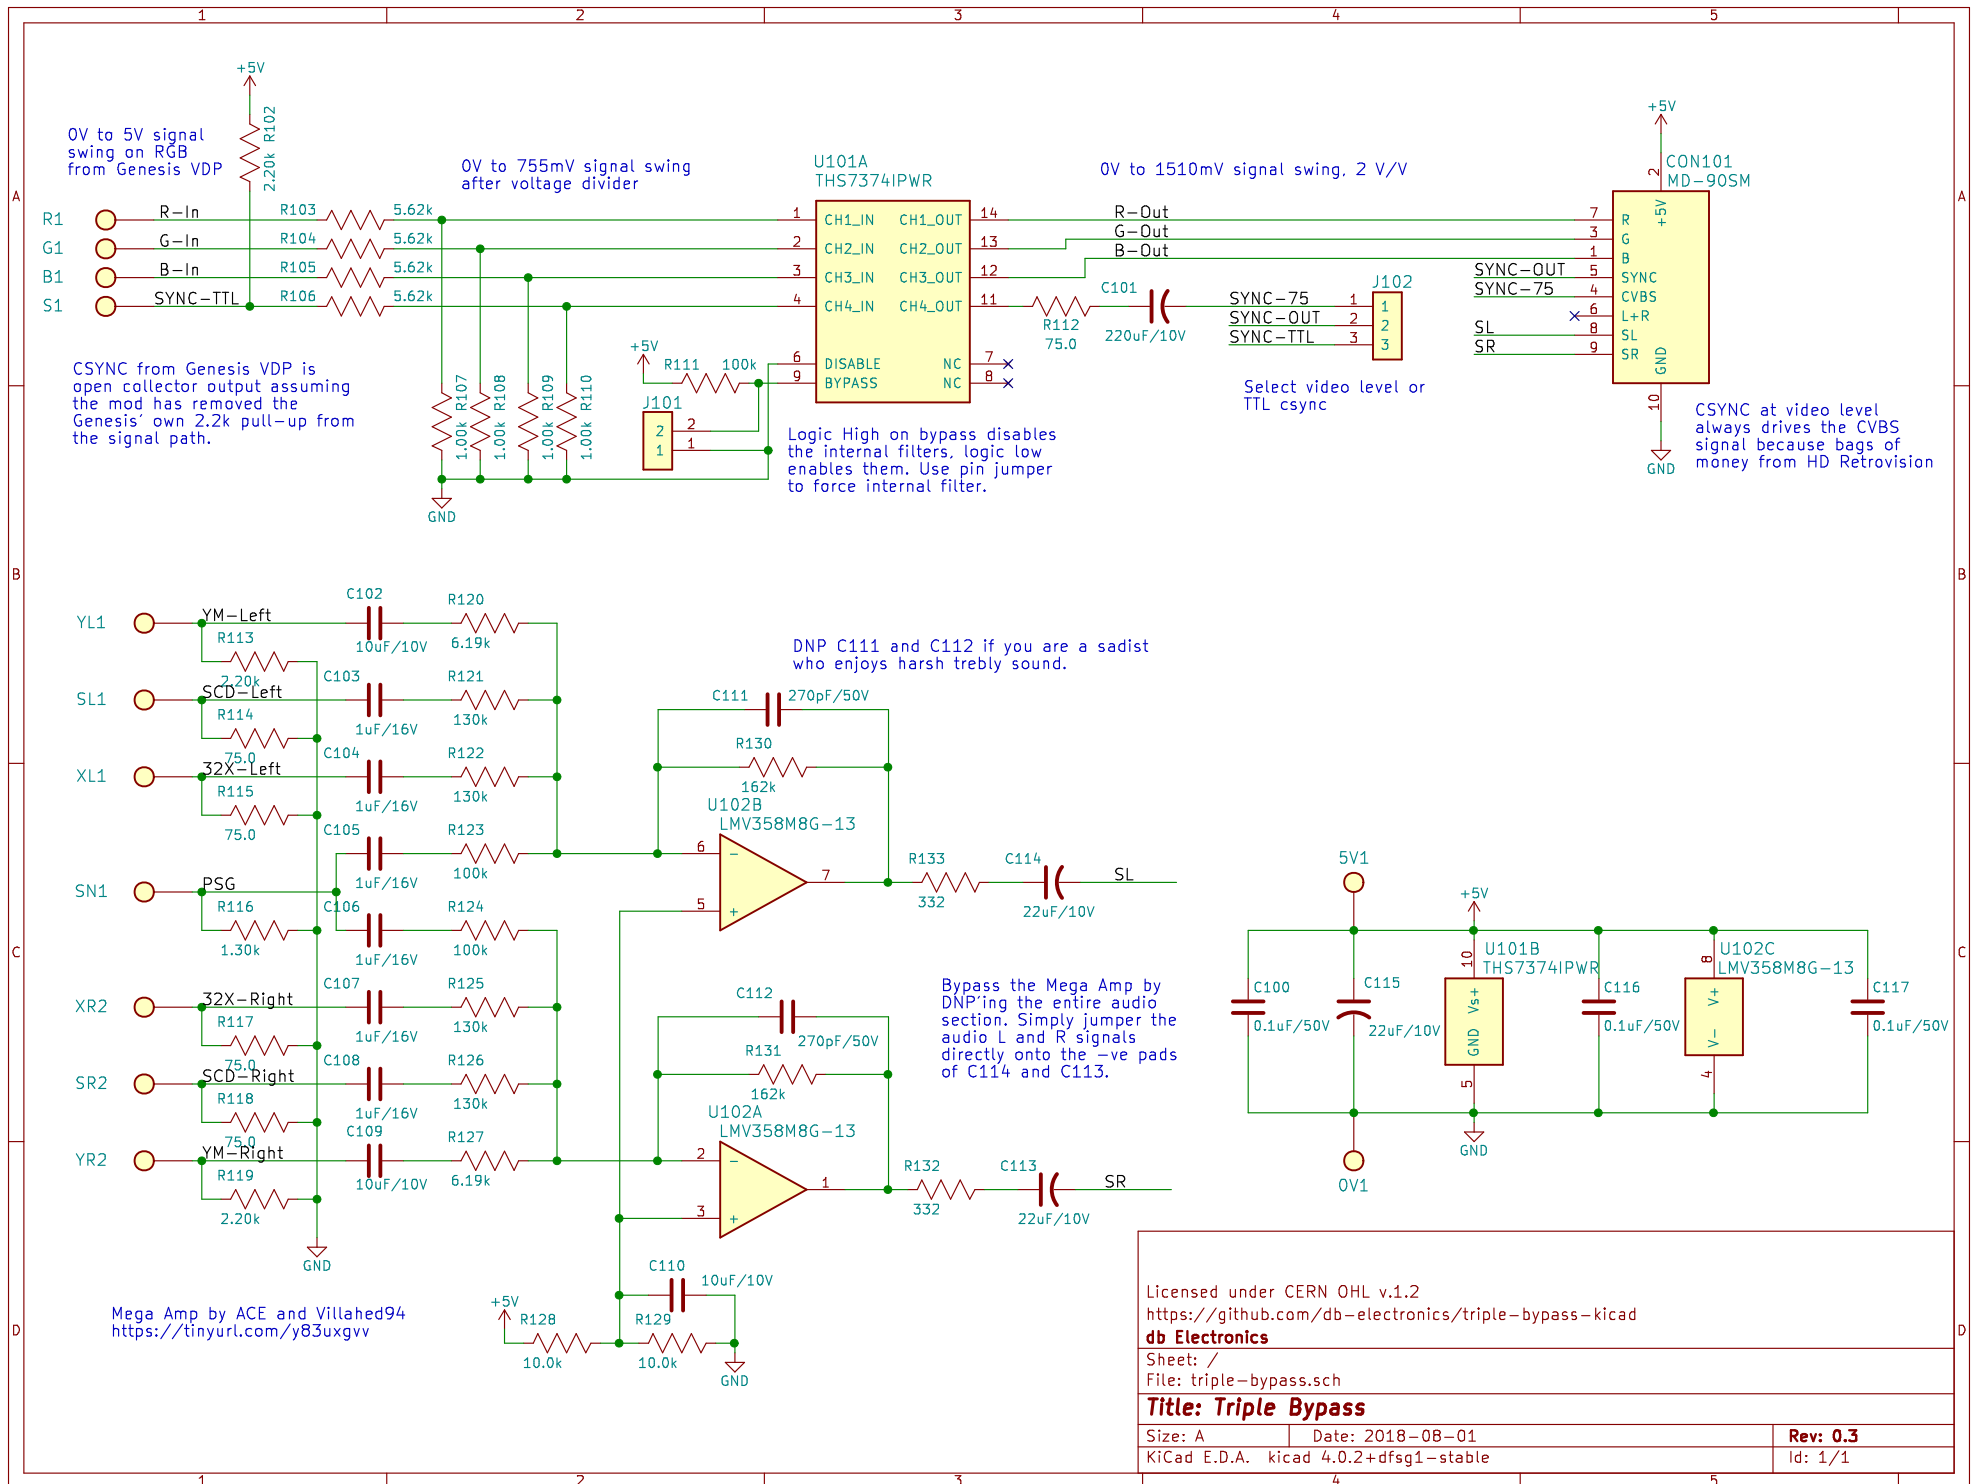 1 2 3 4 5
A
B
C
D
A
B
C
D
1 2 3 4 5
+5V
2.20k R102
0V to 5V signal
swing on RGB
from Genesis VDP
R1
G1
B1
S1
R-In
G-In
B-In
SYNC-TTL
R103 5.62k
R104 5.62k
R105 5.62k
R106 5.62k
0V to 755mV signal swing
after voltage divider
CSYNC from Genesis VDP is
open collector output assuming
the mod has removed the
Genesis' own 2.2k pull-up from
the signal path.
1.00k R107
1.00k R108
1.00k R109
1.00k R110
GND
+5V
R111 100k
J101
2 2
1 1
U101A
THS7374IPWR
1 CH1_IN CH1_OUT 14
2 CH2_IN CH2_OUT 13
3 CH3_IN CH3_OUT 12
4 CH4_IN CH4_OUT 11
6 DISABLE NC 7
9 BYPASS NC 8
Logic High on bypass disables
the internal filters, logic low
enables them. Use pin jumper
to force internal filter.
0V to 1510mV signal swing, 2 V/V
R-Out
G-Out
B-Out
R112
75.0
C101
220uF/10V
SYNC-75
SYNC-OUT
SYNC-TTL
J102
1 1
2 2
3 3
Select video level or
TTL csync
+5V
CON101
MD-90SM
2
+5V
7 R
3 G
1 B
SYNC-OUT 5 SYNC
SYNC-75 4 CVBS
6 L+R
SL 8 SL
SR 9 SR
GND
10
GND
CSYNC at video level
always drives the CVBS
signal because bags of
money from HD Retrovision
YL1
YM-Left
R113
2.20k
C102
10uF/10V
R120
6.19k
SL1
SCD-Left
R114
75.0
C103
1uF/16V
R121
130k
XL1
32X-Left
R115
75.0
C104
1uF/16V
R122
130k
C105
1uF/16V
R123
100k
SN1
PSG
R116
1.30k
C106
1uF/16V
R124
100k
XR2
32X-Right
R117
75.0
C107
1uF/16V
R125
130k
SR2
SCD-Right
R118
75.0
C108
1uF/16V
R126
130k
YR2
YM-Right
R119
2.20k
C109
10uF/10V
R127
6.19k
GND
Mega Amp by ACE and Villahed94
https://tinyurl.com/y83uxgvv
DNP C111 and C112 if you are a sadist
who enjoys harsh trebly sound.
C111 270pF/50V
R130
162k
U102B
LMV358M8G-13
6 -
5 +
7
R133
332
C114
22uF/10V
SL
C112
270pF/50V
R131
162k
U102A
LMV358M8G-13
2 -
3 +
1
R132
332
C113
22uF/10V
SR
Bypass the Mega Amp by
DNP'ing the entire audio
section. Simply jumper the
audio L and R signals
directly onto the -ve pads
of C114 and C113.
+5V
R128
10.0k
C110
10uF/10V
R129
10.0k
GND
5V1
+5V
C100
0.1uF/50V
C115
22uF/10V
U101B
THS7374IPWR
10
Vs+
GND
5
GND
C116
0.1uF/50V
U102C
LMV358M8G-13
8
V+
V-
4
C117
0.1uF/50V
0V1
Licensed under CERN OHL v.1.2
https://github.com/db-electronics/triple-bypass-kicad
db Electronics
Sheet: /
File: triple-bypass.sch
Title: Triple Bypass
Size: A Date: 2018-08-01 Rev: 0.3
KiCad E.D.A. kicad 4.0.2+dfsg1-stable Id: 1/1